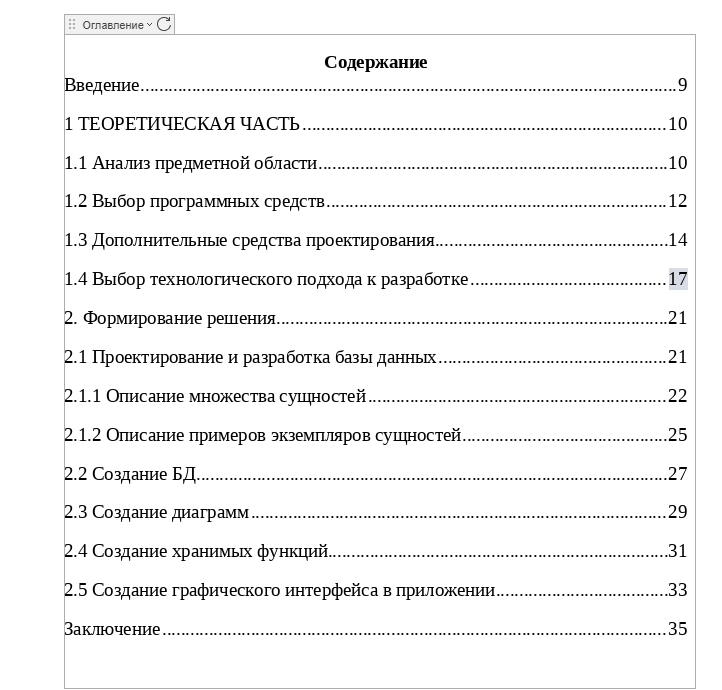 Оглавление
Содержание
Введение....................................................................................................................9
1 ТЕОРЕТИЧЕСКАЯ ЧАСТЬ..............................................................................10
1.1 Анализ предметной области...........................................................................10
1.2 Выбор программных средств.........................................................................12
1.3 Дополнительные средства проектирования..................................................14
1.4 Выбор технологического подхода к разработке..........................................17
2. Формирование решения....................................................................................21
2.1 Проектирование и разработка базы данных.................................................21
2.1.1 Описание множества сущностей................................................................22
2.1.2 Описание примеров экземпляров сущностей............................................25
2.2 Создание БД.....................................................................................................27
2.3 Создание диаграмм.........................................................................................29
2.4 Создание хранимых функций.........................................................................31
2.5 Создание графического интерфейса в приложении.....................................33
Заключение............................................................................................................35